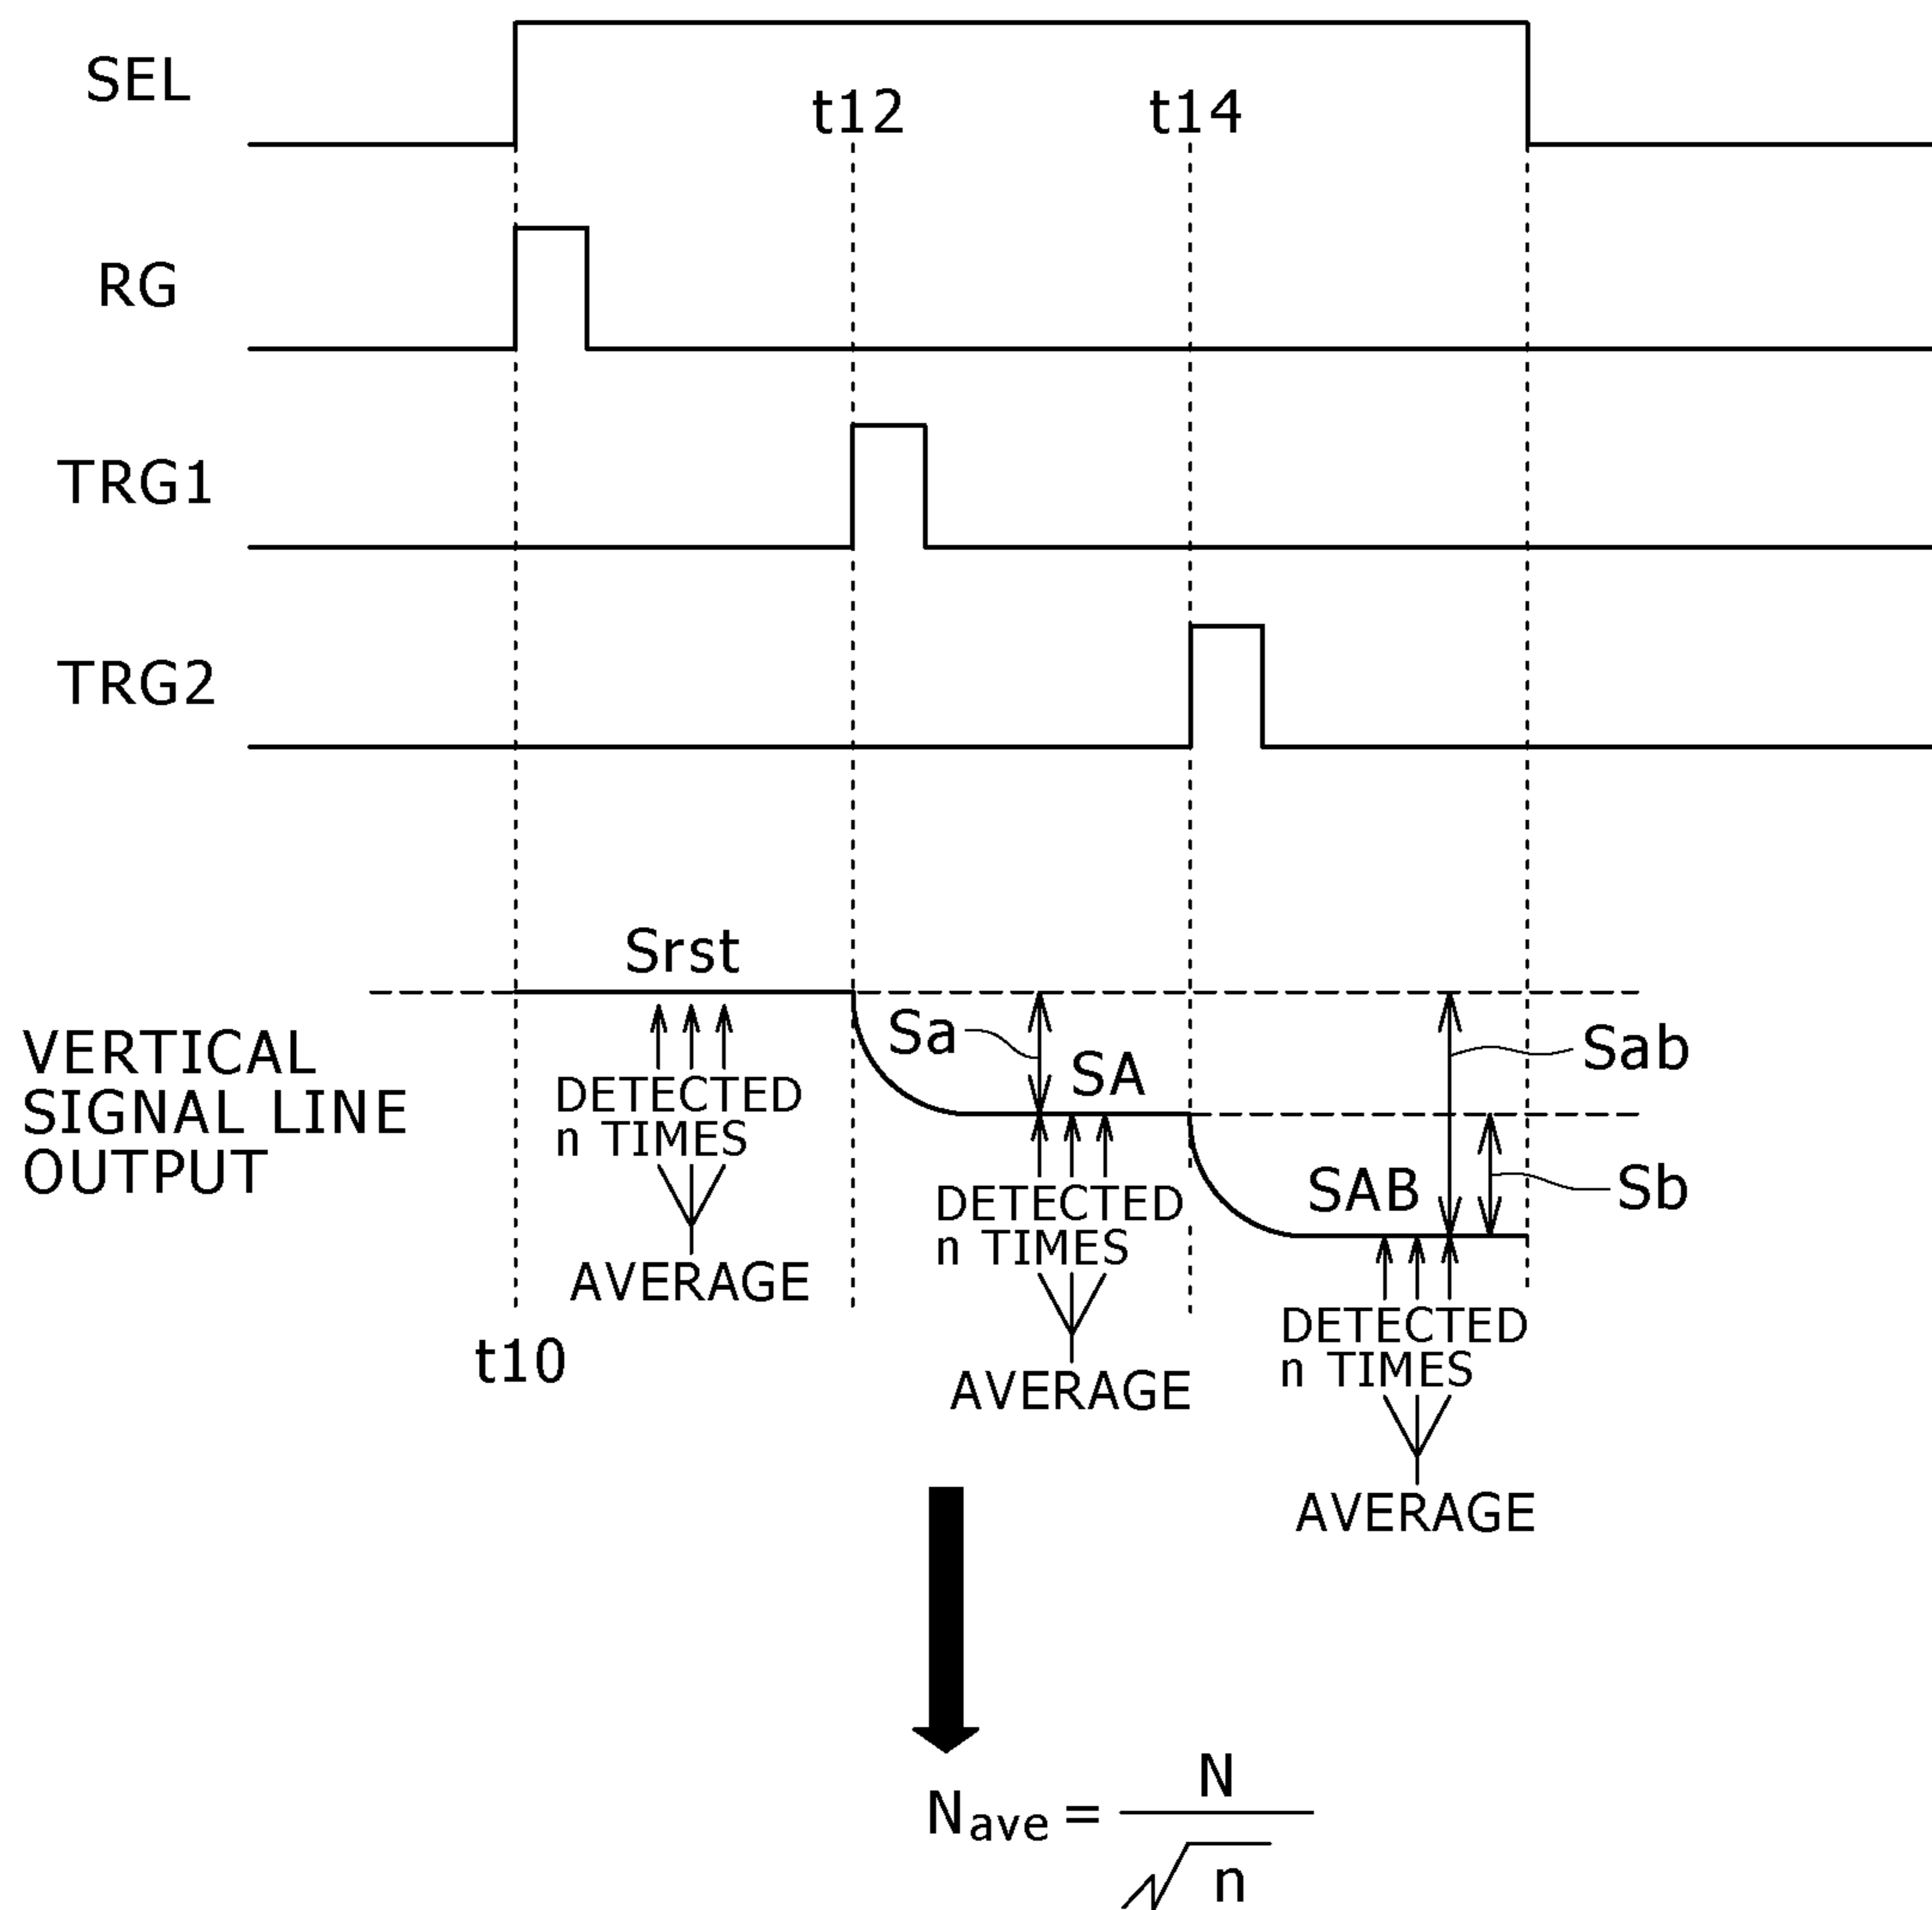 SEL
t12
t14
RG
TRG1
TRG2
Srst
VERTICAL
SIGNAL LINE
OUTPUT
Sa
SA
Sab
SAB
Sb
DETECTED
n TIMES
AVERAGE
DETECTED
n TIMES
AVERAGE
DETECTED
n TIMES
AVERAGE
t10
Nave = N / √n